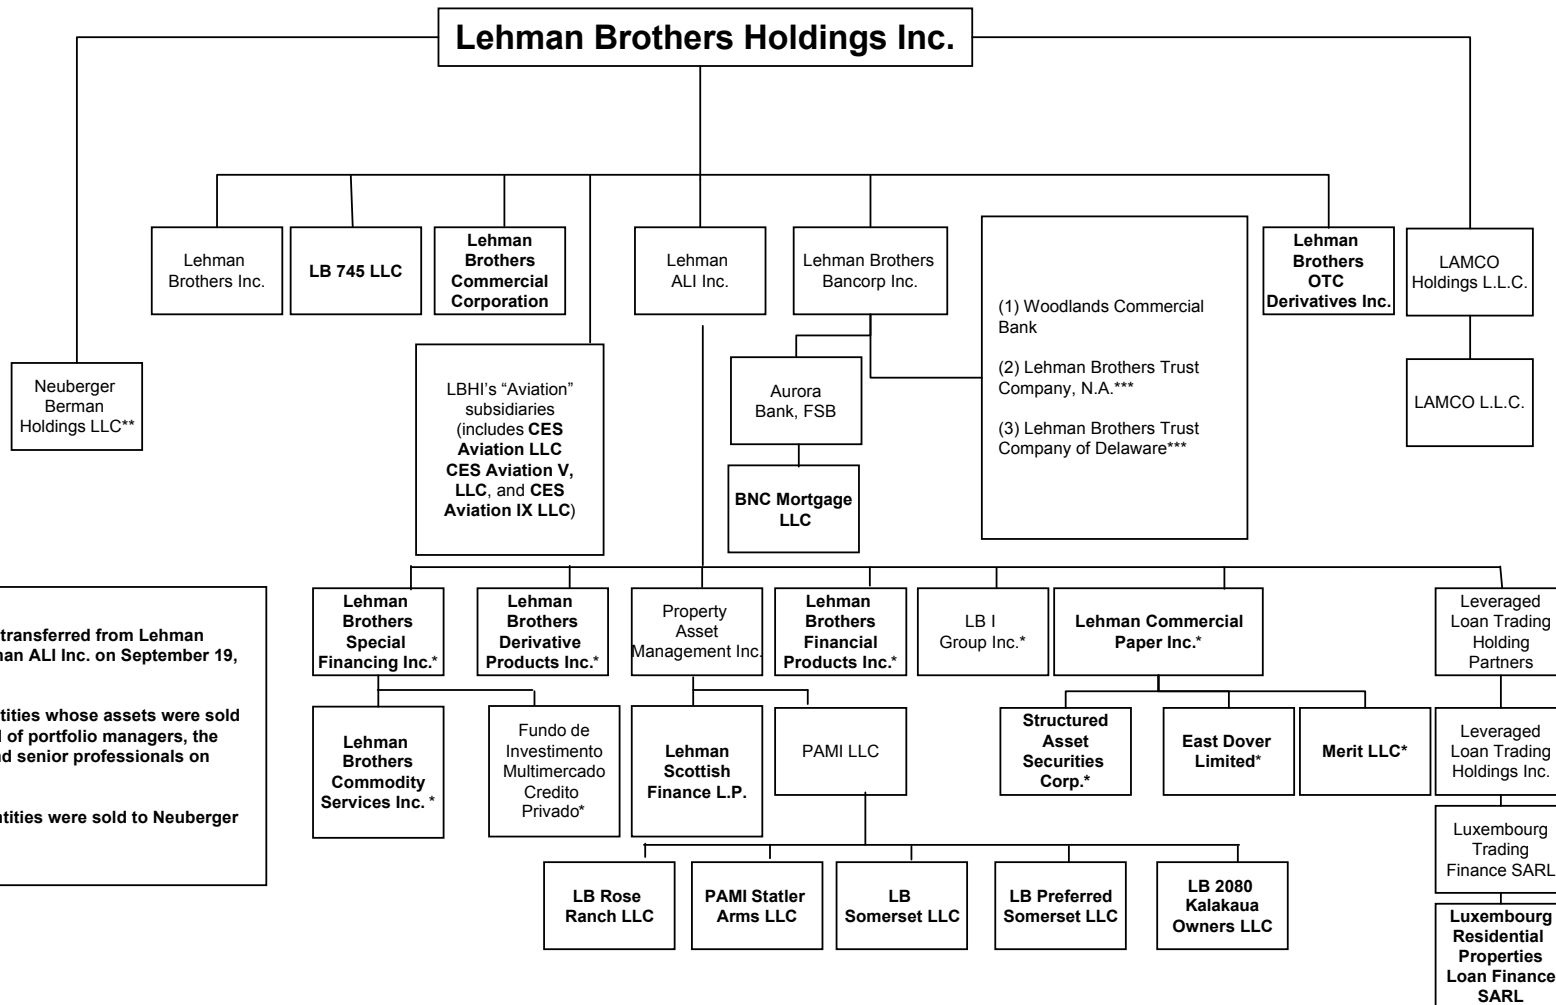 Lehman Brothers Holdings Inc.
Lehman
Brothers Inc.
LB 745 LLC
Lehman
Brothers
Commercial
Corporation
Lehman
ALI Inc.
Lehman Brothers
Bancorp Inc.
(1) Woodlands Commercial
Bank
(2) Lehman Brothers Trust
Company, N.A.***
(3) Lehman Brothers Trust
Company of Delaware***
Lehman
Brothers
OTC
Derivatives Inc.
LAMCO
Holdings L.L.C.
Neuberger
Berman
Holdings LLC**
LBHI's “Aviation”
subsidiaries
(includes CES
Aviation LLC
CES Aviation V,
LLC, and CES
Aviation IX LLC)
Aurora
Bank, FSB
LAMCO L.L.C.
BNC Mortgage
LLC
transferred from Lehman
nan ALI Inc. on September 19,
tities whose assets were sold
l of portfolio managers, the
nd senior professionals on
ntities were sold to Neuberger
Lehman
Brothers
Special
Financing Inc.*
Lehman
Brothers
Derivative
Products Inc.*
Property
Asset
Management Inc.
Lehman
Brothers
Financial
Products Inc.*
LB I
Group Inc.*
Lehman Commercial
Paper Inc.*
Leveraged
Loan Trading
Holding
Partners
Lehman
Brothers
Commodity
Services Inc. *
Fundo de
Investimento
Multimercado
Credito
Privado*
Lehman
Scottish
Finance L.P.
PAMI LLC
Structured
Asset
Securities
Corp.*
East Dover
Limited*
Merit LLC*
Leveraged
Loan Trading
Holdings Inc.
Luxembourg
Trading
Finance SARL
LB Rose
Ranch LLC
PAMI Statler
Arms LLC
LB
Somerset LLC
LB Preferred
Somerset LLC
LB 2080
Kalakaua
Owners LLC
Luxembourg
Residential
Properties
Loan Finance
SARL